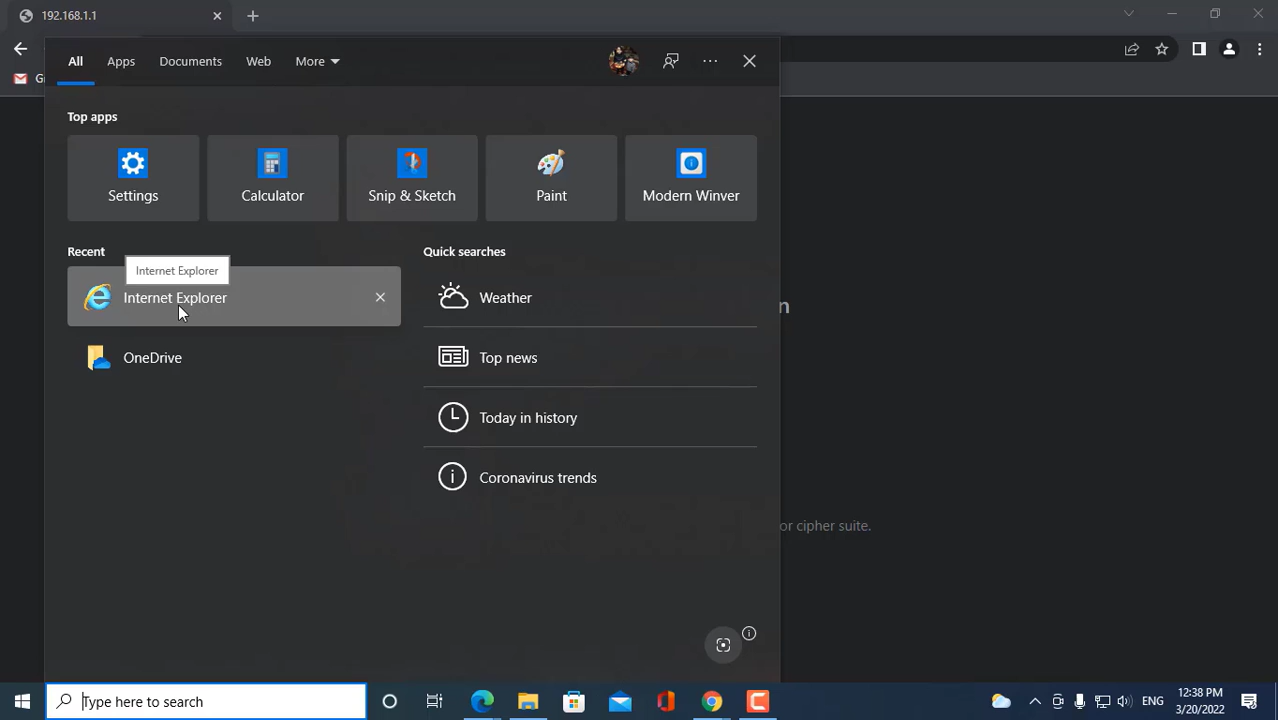 192.168.1.1
G
All Apps Documents Web More
Top apps
Settings Calculator Snip & Sketch Paint Modern Winver
Recent
Quick searches
Internet Explorer
Internet Explorer
Weather
n
OneDrive
Top news
Today in history
Coronavirus trends
or cipher suite.
Type here to search
ENG
12:38 PM
3/20/2022